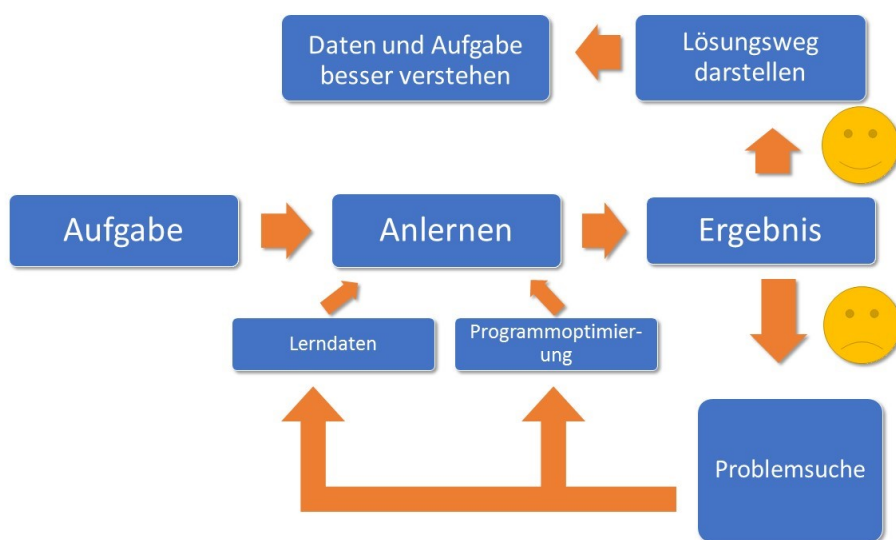 Daten und Aufgabe
besser verstehen
Lösungsweg
darstellen
Aufgabe
Anlernen
Ergebnis
Lerndaten
Programmoptimier-
ung
Problemsuche